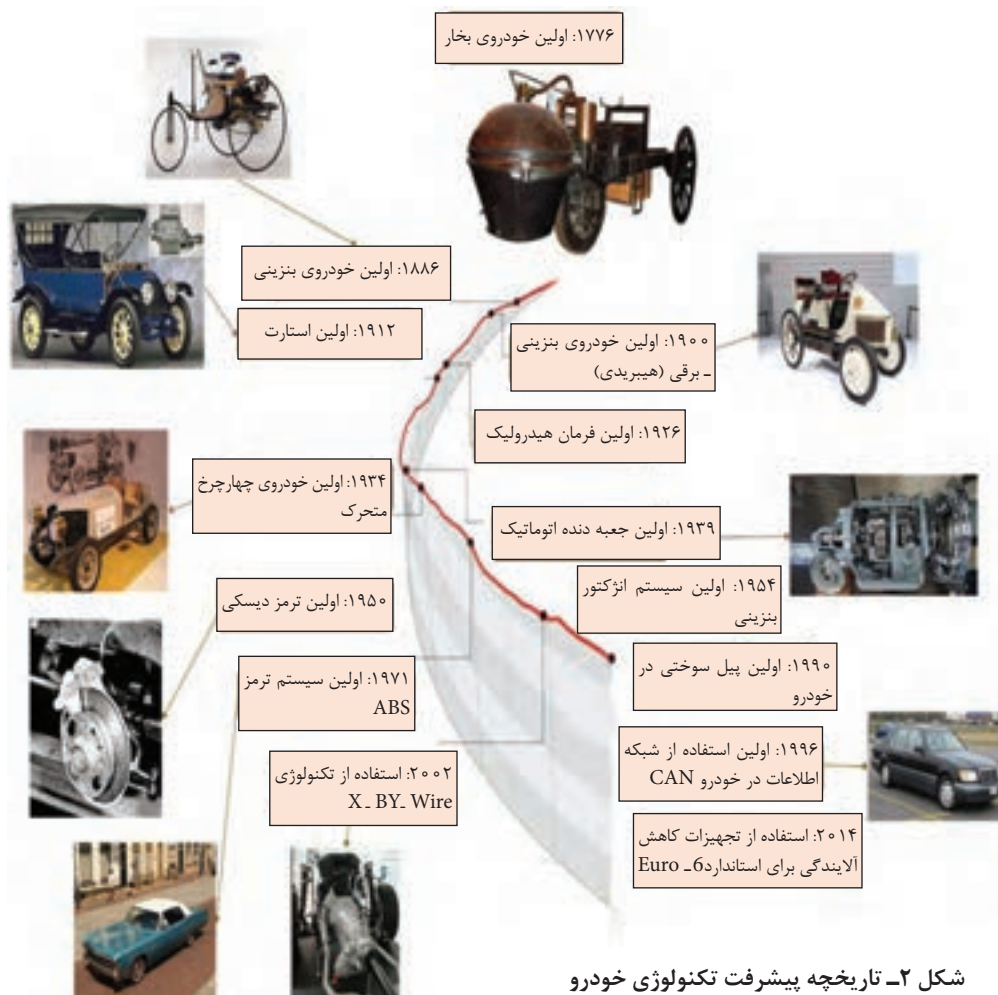 ۱۷۷۶: اولین خودروی بخار
۱۸۸۶: اولین خودروی بنزینی
۱۹۱۲: اولین استارت
۱۹۰۰: اولین خودروی بنزینی
ـ برقی (هیبریدی)
۱۹۲۶: اولین فرمان هیدرولیک
۱۹۳۴: اولین خودروی چهارچرخ
متحرک
۱۹۳۹: اولین جعبه دنده اتوماتیک
۱۹۵۰: اولین ترمز دیسکی
۱۹۵۴: اولین سیستم انژکتور
بنزینی
۱۹۷۱: اولین سیستم ترمز
ABS
۱۹۹۰: اولین پیل سوختی در
خودرو
۱۹۹۶: اولین استفاده از شبکه
اطلاعات در خودرو CAN
۲۰۰۲: استفاده از تکنولوژی
X ـ BY ـ Wire
۲۰۱۴: استفاده از تجهیزات کاهش
آلایندگی برای استاندارد Euro ـ 6
شکل ۲ـ تاریخچه پیشرفت تکنولوژی خودرو